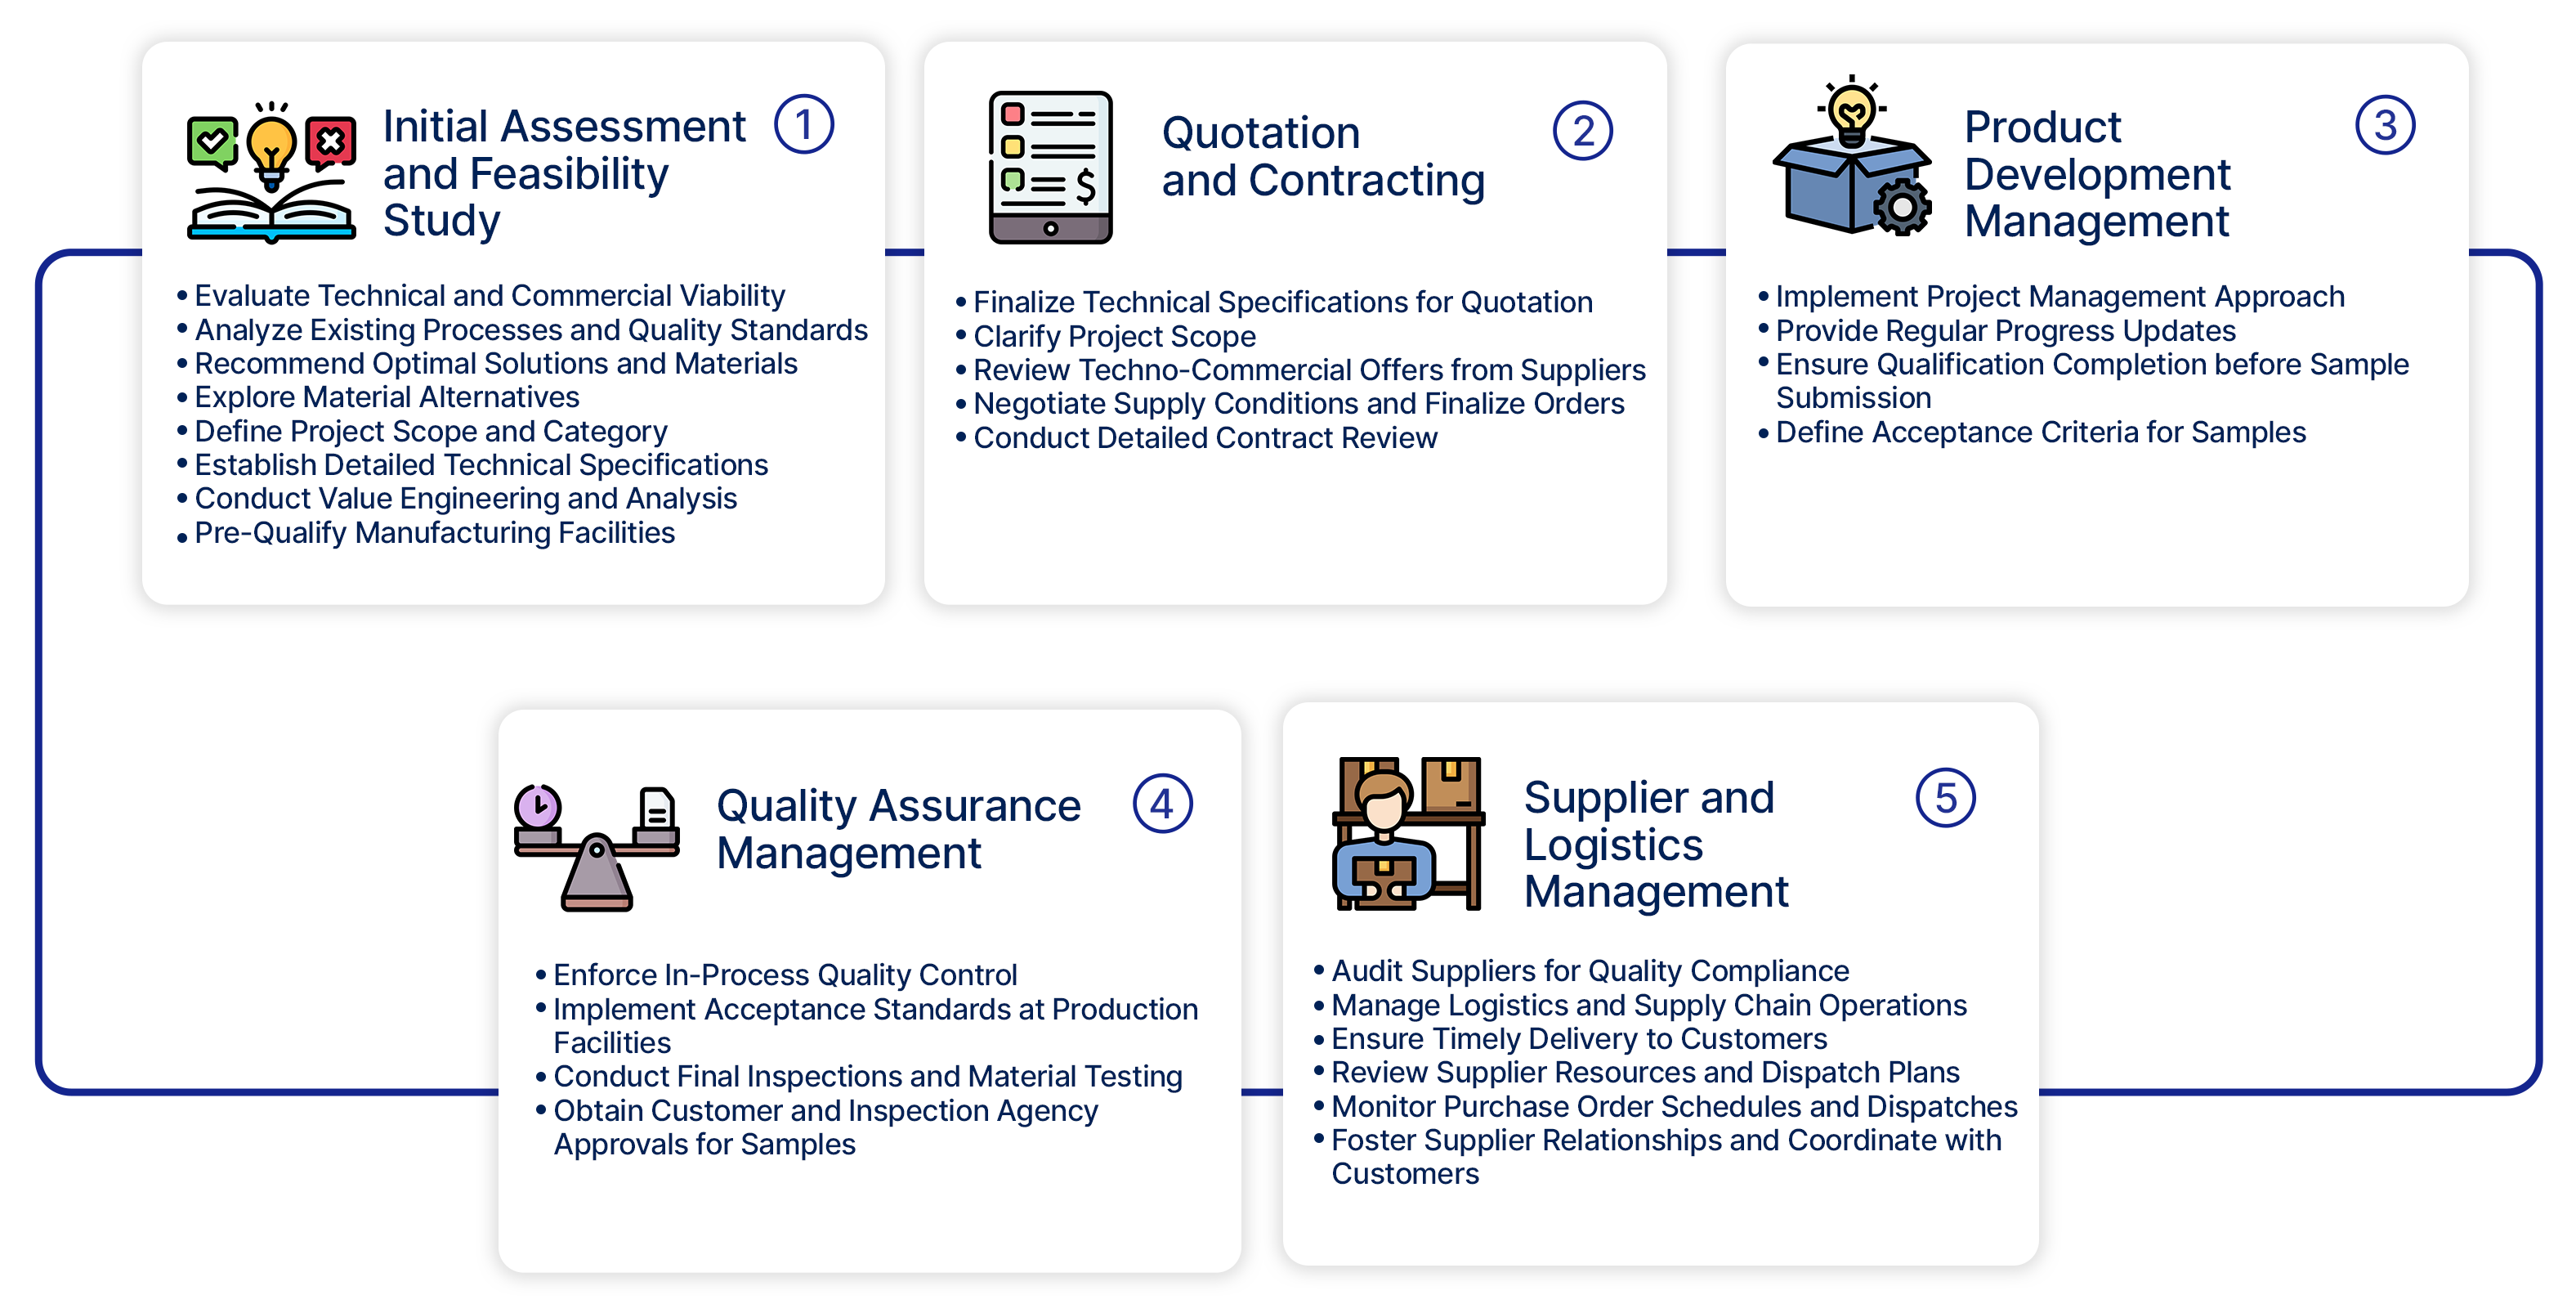 Initial Assessment
and Feasibility
Study
1
• Evaluate Technical and Commercial Viability
• Analyze Existing Processes and Quality Standards
• Recommend Optimal Solutions and Materials
• Explore Material Alternatives
• Define Project Scope and Category
• Establish Detailed Technical Specifications
• Conduct Value Engineering and Analysis
• Pre-Qualify Manufacturing Facilities
$
Quotation
and Contracting
2
• Finalize Technical Specifications for Quotation
• Clarify Project Scope
• Review Techno-Commercial Offers from Suppliers
• Negotiate Supply Conditions and Finalize Orders
• Conduct Detailed Contract Review
Product
Development
Management
3
• Implement Project Management Approach
• Provide Regular Progress Updates
• Ensure Qualification Completion before Sample
Submission
• Define Acceptance Criteria for Samples
Quality Assurance
Management
4
• Enforce In-Process Quality Control
• Implement Acceptance Standards at Production
Facilities
• Conduct Final Inspections and Material Testing
• Obtain Customer and Inspection Agency
Approvals for Samples
Supplier and
Logistics
Management
5
• Audit Suppliers for Quality Compliance
• Manage Logistics and Supply Chain Operations
• Ensure Timely Delivery to Customers
• Review Supplier Resources and Dispatch Plans
• Monitor Purchase Order Schedules and Dispatches
• Foster Supplier Relationships and Coordinate with
Customers